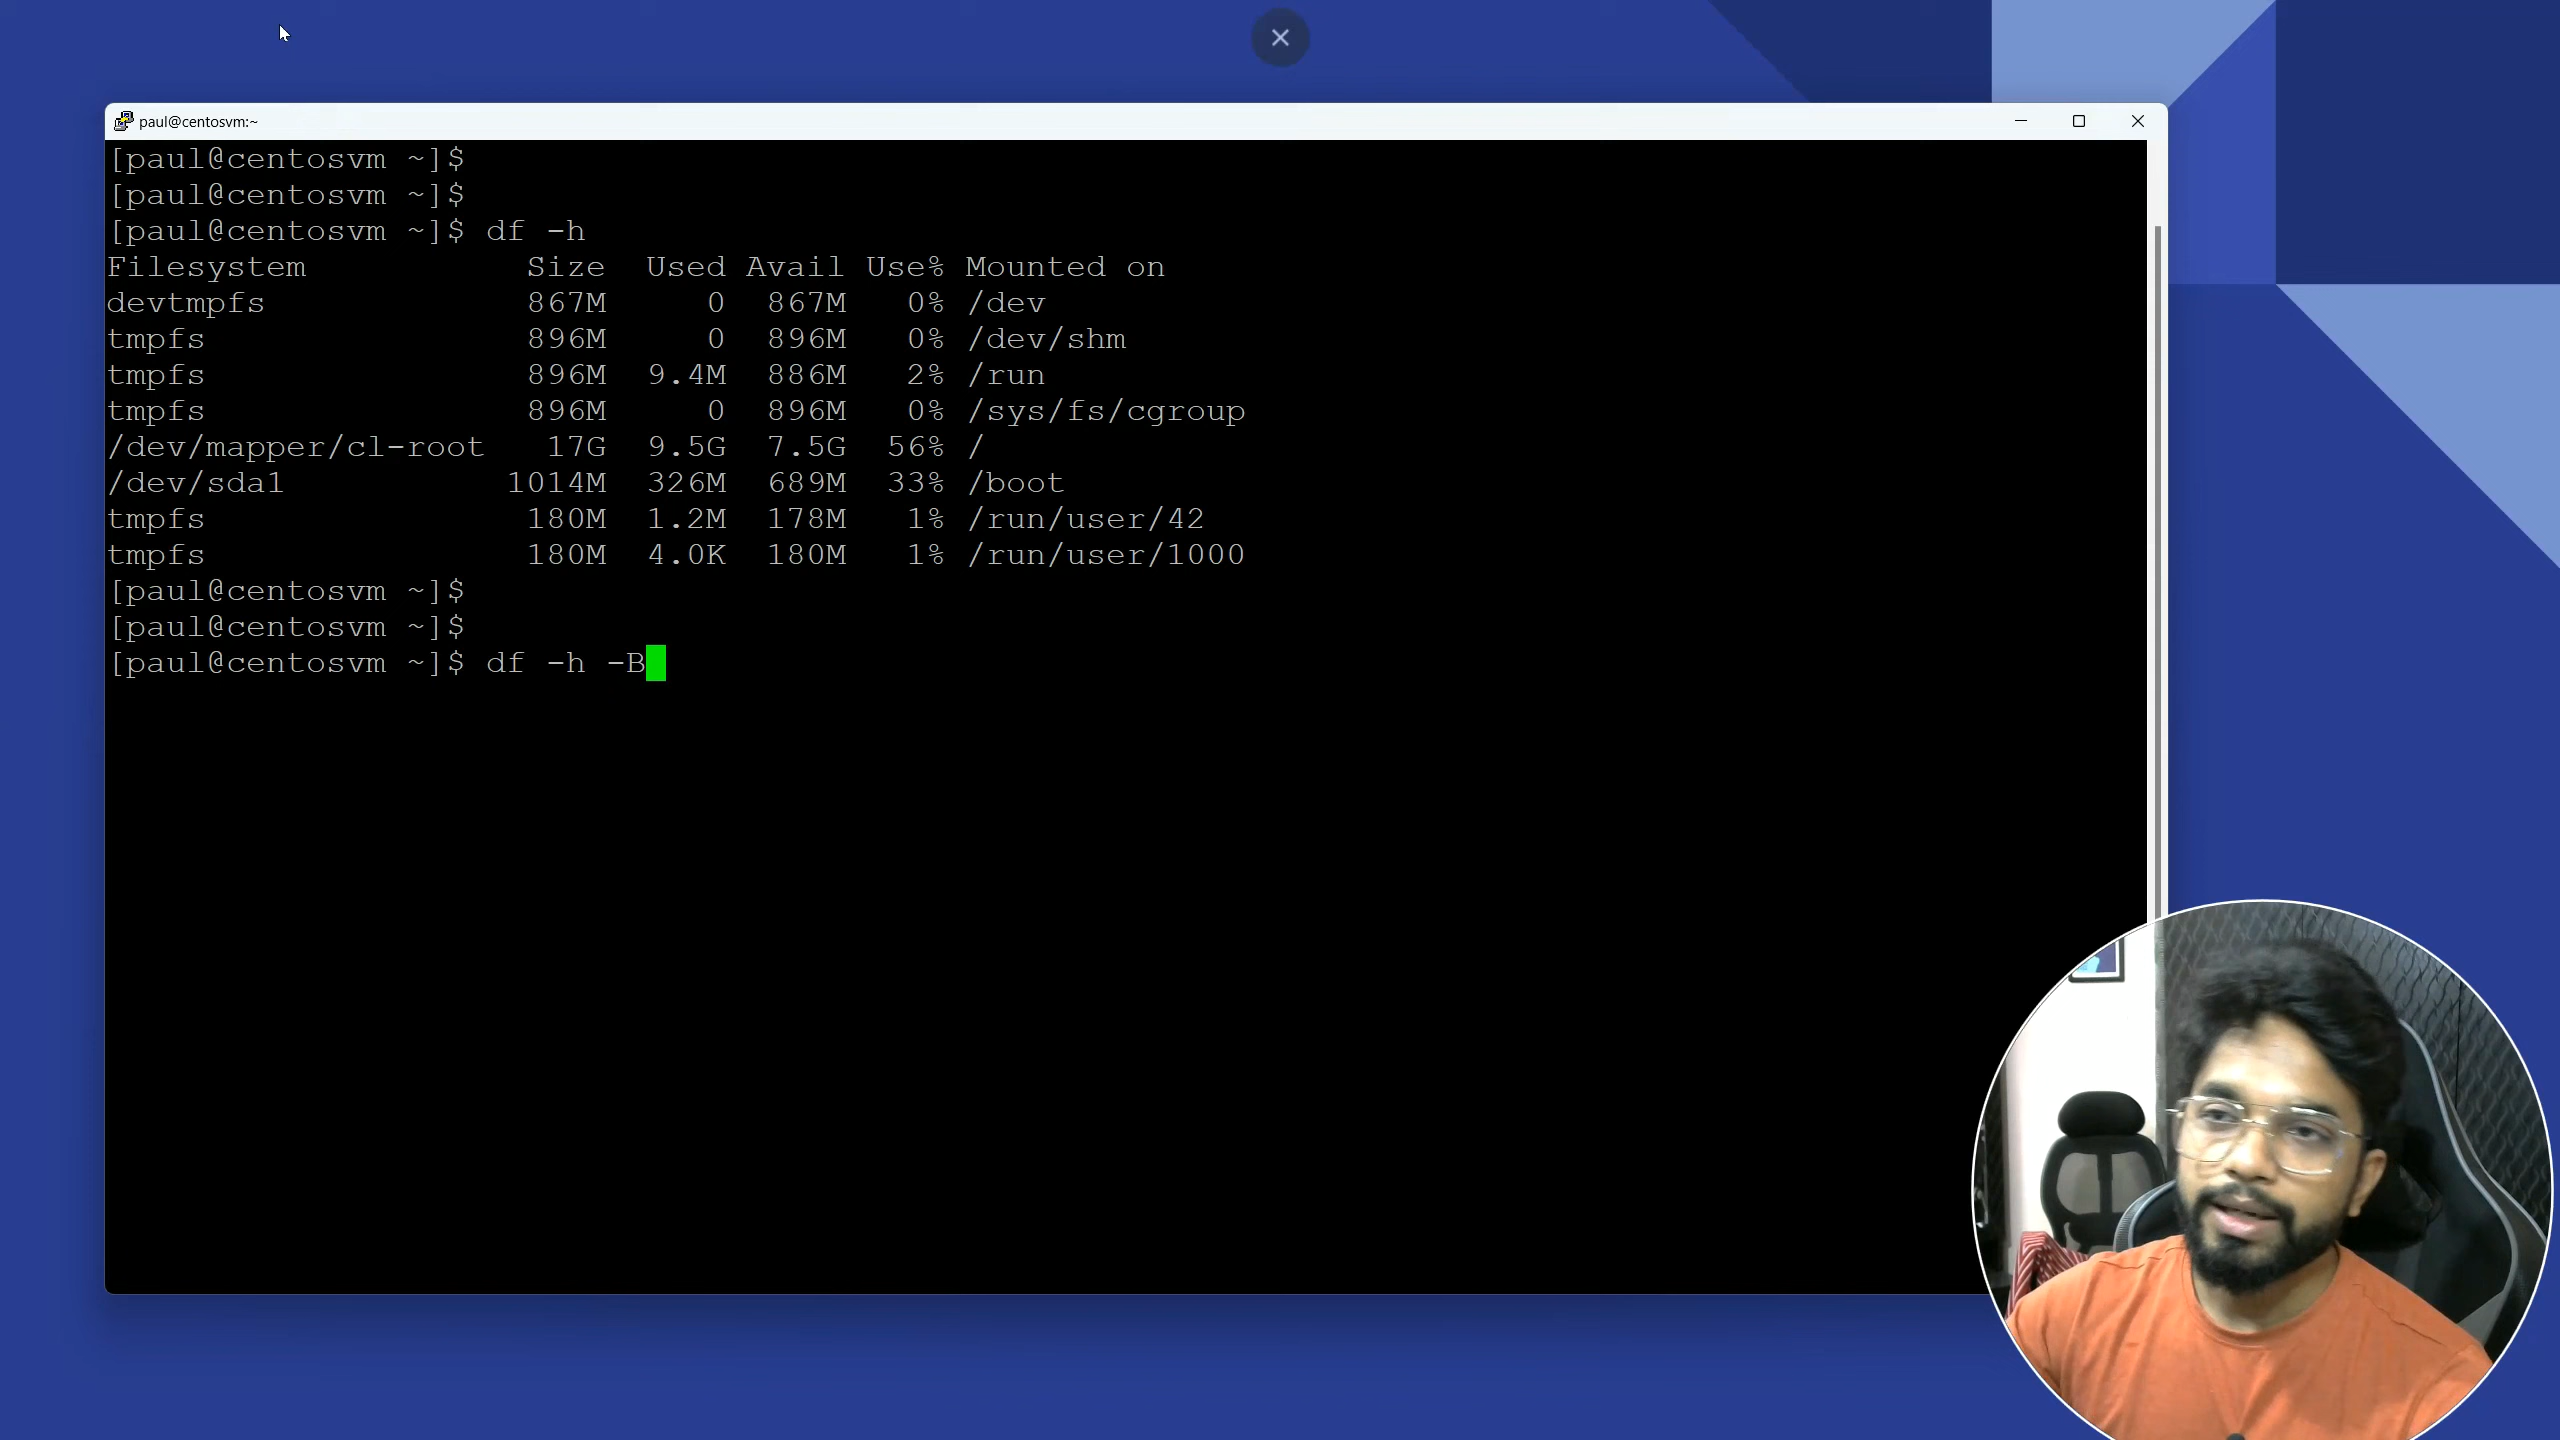 paul@centosvm:~
[paul@centosvm ~]$
[paul@centosvm ~]$
[paul@centosvm ~]$ df -h
Filesystem Size Used Avail Use% Mounted on
devtmpfs 867M 0 867M 0% /dev
tmpfs 896M 0 896M 0% /dev/shm
tmpfs 896M 9.4M 886M 2% /run
tmpfs 896M 0 896M 0% /sys/fs/cgroup
/dev/mapper/cl-root 17G 9.5G 7.5G 56% /
/dev/sda1 1014M 326M 689M 33% /boot
tmpfs 180M 1.2M 178M 1% /run/user/42
tmpfs 180M 4.0K 180M 1% /run/user/1000
[paul@centosvm ~]$
[paul@centosvm ~]$
[paul@centosvm ~]$ df -h -B